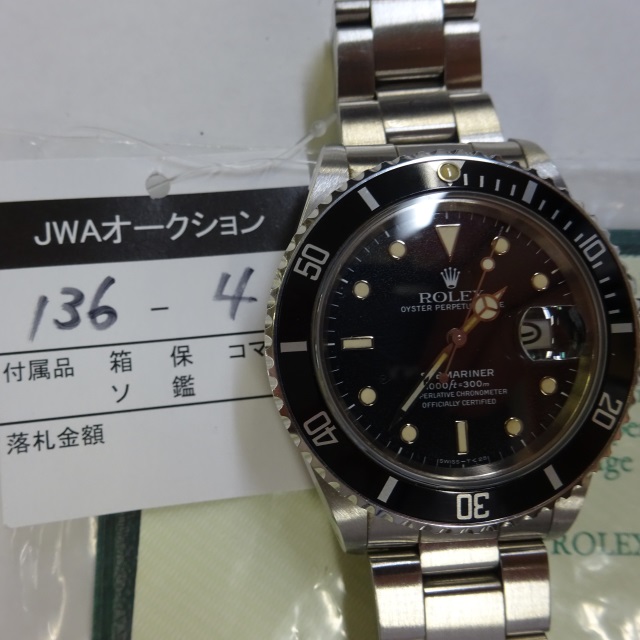 JWAオークション
136 - 4
付属品 箱 保 コマ
ソ 鑑
落札金額
50
10
40
20
30
ROLEX
OYSTER PERPETUAL
MARINER
1000ft=300m
OFFICIALLY CERTIFIED
ROLEX